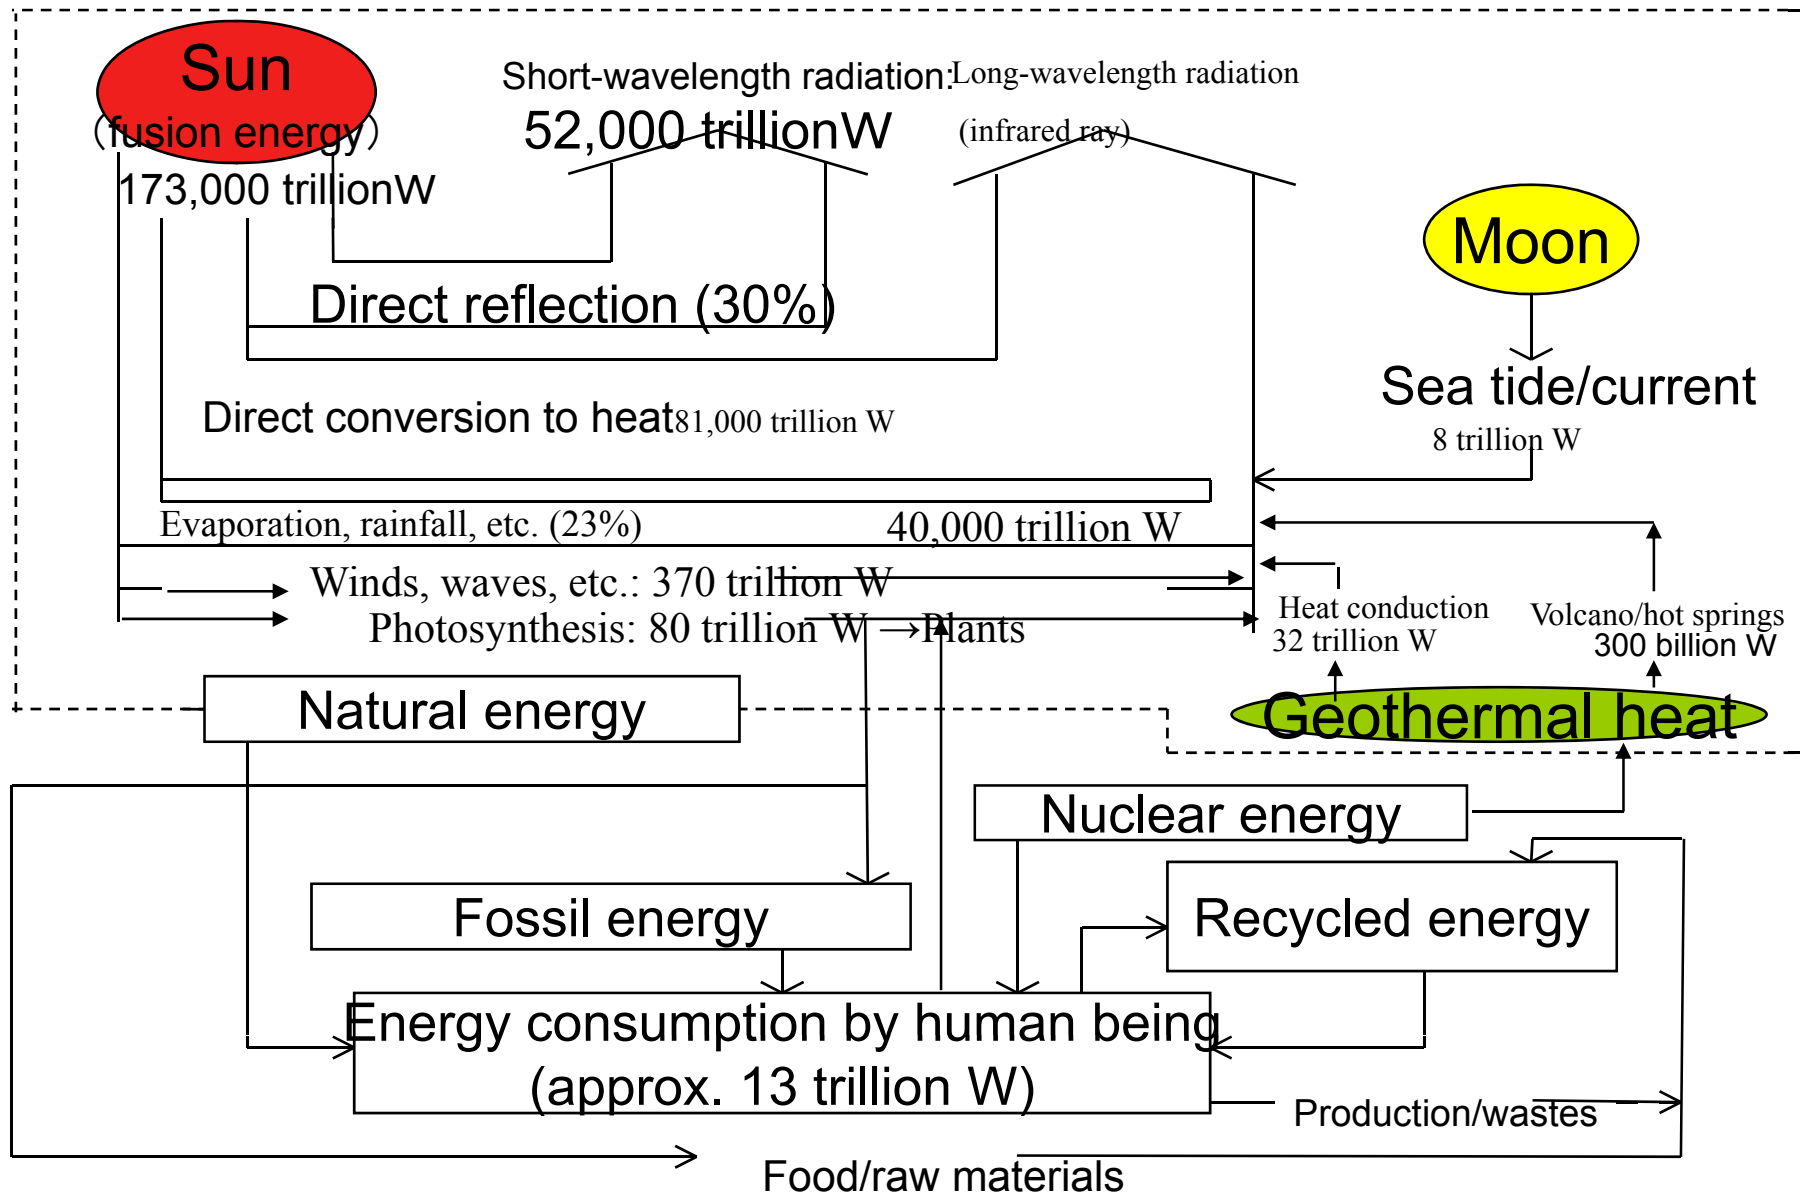 Sun
（fusion energy）
173,000 trillionW
Short-wavelength radiation:
52,000 trillionW
Long-wavelength radiation
(infrared ray)
Moon
Direct reflection (30%)
Sea tide/current
8 trillion W
Direct conversion to heat81,000 trillion W
Evaporation, rainfall, etc. (23%)
40,000 trillion W
Winds, waves, etc.: 370 trillion W
Photosynthesis: 80 trillion W →Plants
Heat conduction
32 trillion W
Volcano/hot springs
300 billion W
Natural energy
Geothermal heat
Nuclear energy
Fossil energy
Recycled energy
Energy consumption by human being
(approx. 13 trillion W)
Production/wastes
Food/raw materials